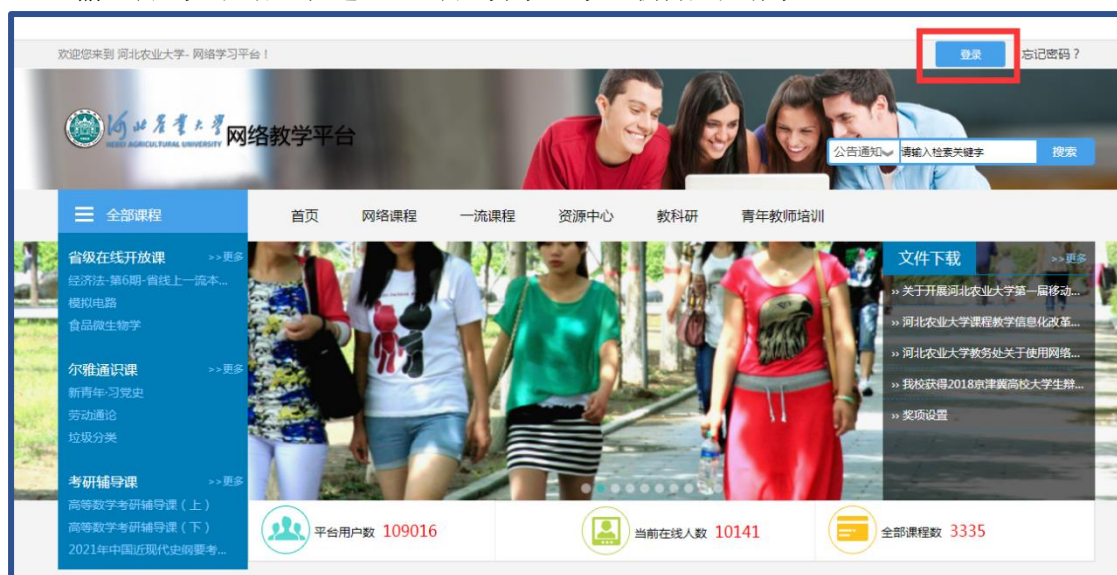 欢迎您来到 河北农业大学- 网络学习平台！
登录
忘记密码？
河北农业大学
HEBEI AGRICULTURAL UNIVERSITY
网络教学平台
公告通知
请输入检索关键字
搜索
全部课程
首页
网络课程
一流课程
资源中心
教科研
青年教师培训
省级在线开放课 >>更多
经济法-第6期-省线上一流本...
模拟电路
食品微生物学
尔雅通识课 >>更多
新青年·习党史
劳动通论
垃圾分类
考研辅导课 >>更多
高等数学考研辅导课（上）
高等数学考研辅导课（下）
2021年中国近现代史纲要考...
文件下载 >>更多
›› 关于开展河北农业大学第一届移动...
›› 河北农业大学课程教学信息化改革...
›› 河北农业大学教务处关于使用网络...
›› 我校获得2018京津冀高校大学生辩...
›› 奖项设置
平台用户数 109016
当前在线人数 10141
全部课程数 3335